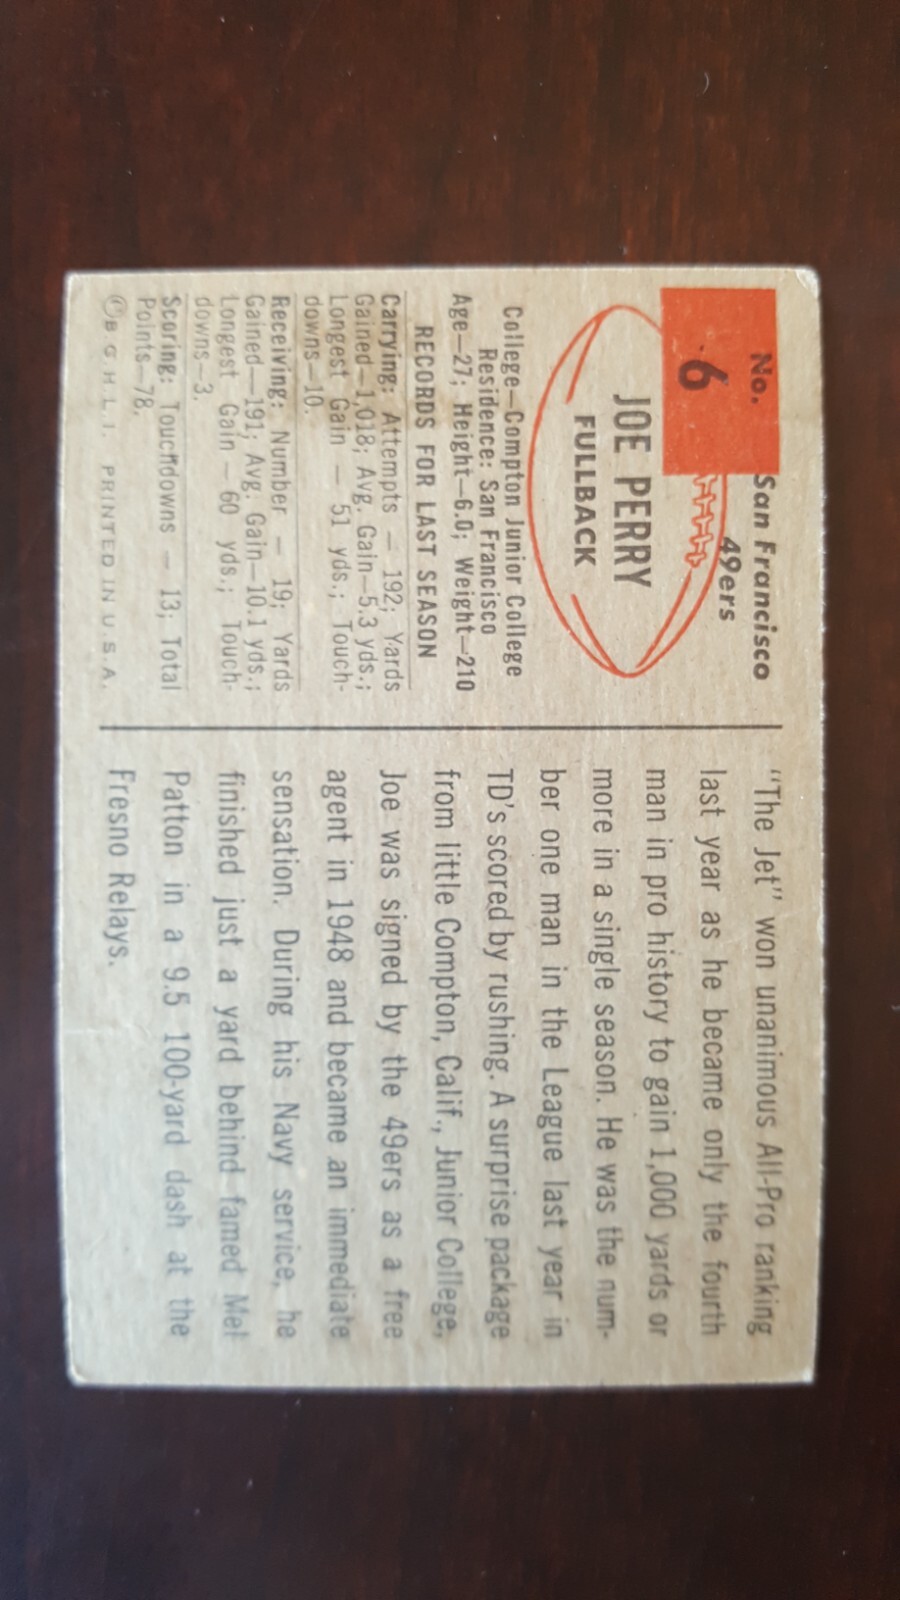 No.
6
San Francisco
49ers
JOE PERRY
FULLBACK
College—Compton Junior College
Residence: San Francisco
Age—27; Height—6.0; Weight—210
RECORDS FOR LAST SEASON
Carrying: Attempts — 192; Yards
Gained—1,018; Avg. Gain—5.3 yds.;
Longest Gain — 51 yds.; Touch-
downs—10.
Receiving: Number — 19; Yards
Gained—191; Avg. Gain—10.1 yds.;
Longest Gain — 60 yds.; Touch-
downs—3.
Scoring: Touchdowns — 13; Total
Points—78.
©B G H L I. PRINTED IN U.S.A.
"The Jet" won unanimous All-Pro ranking
last year as he became only the fourth
man in pro history to gain 1,000 yards or
more in a single season. He was the num-
ber one man in the League last year in
TD's scored by rushing. A surprise package
from little Compton, Calif., Junior College,
Joe was signed by the 49ers as a free
agent in 1948 and became an immediate
sensation. During his Navy service, he
finished just a yard behind famed Mel
Patton in a 9.5 100-yard dash at the
Fresno Relays.